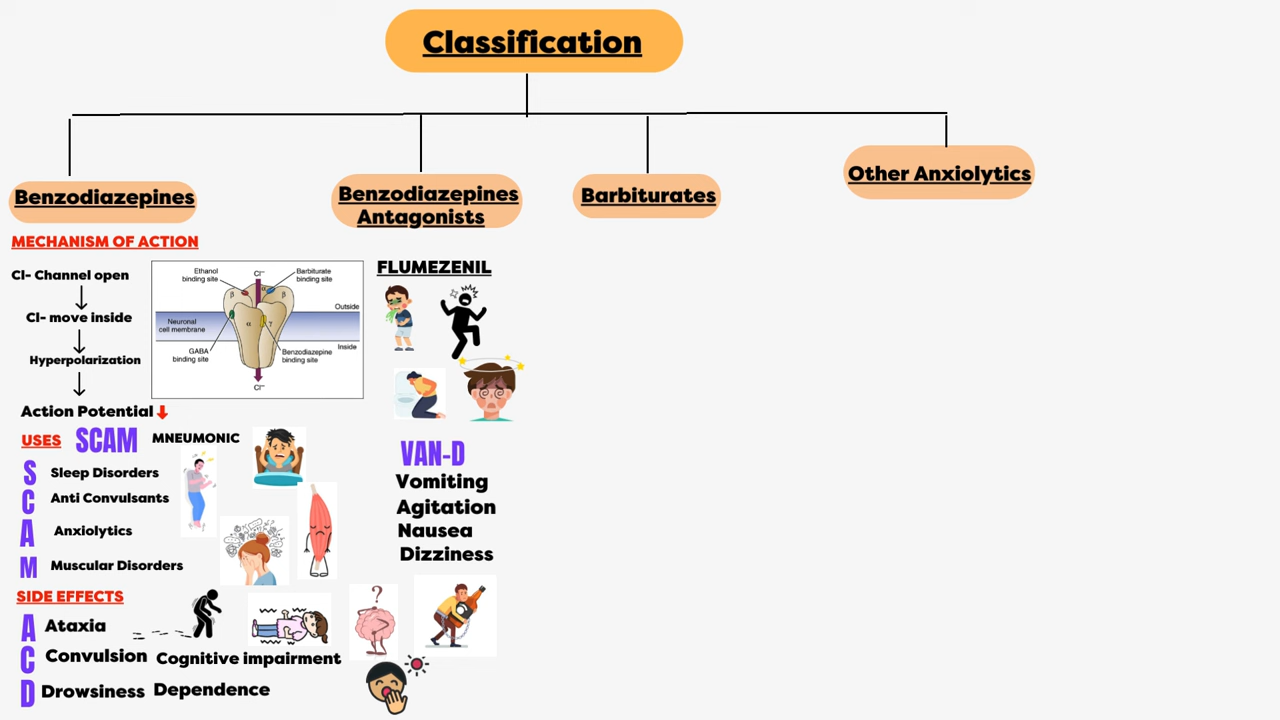 Classification
Benzodiazepines
Benzodiazepines
Antagonists
Barbiturates
Other Anxiolytics
MECHANISM OF ACTION
Cl- Channel open
Cl- move inside
Hyperpolarization
Action Potential
Ethanol
binding site
Cl⁻
Barbiturate
binding site
β
α
β
Outside
Neuronal
cell membrane
α
γ
Inside
GABA
binding site
Benzodiazepine
binding site
Cl⁻
USES SCAM MNEUMONIC
S Sleep Disorders
C Anti Convulsants
A Anxiolytics
M Muscular Disorders
SIDE EFFECTS
A Ataxia
C Convulsion Cognitive impairment
D Drowsiness Dependence
FLUMEZENIL
VAN-D
Vomiting
Agitation
Nausea
Dizziness
?